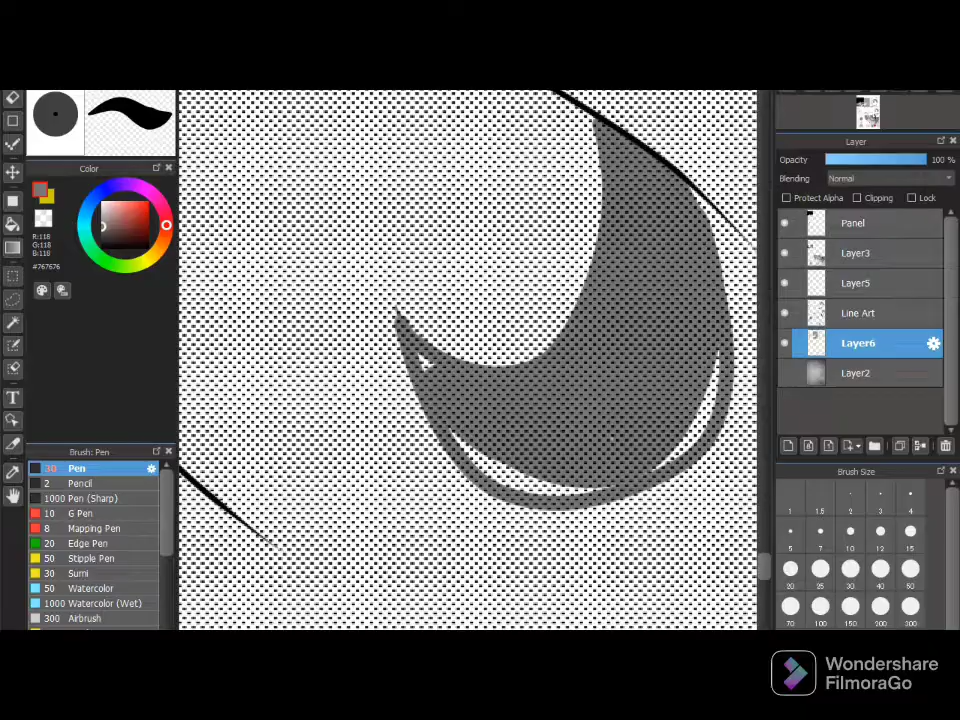 Color
R:118
G:118
B:118
#767676
T
Brush: Pen
30 Pen
2 Pencil
1000 Pen (Sharp)
10 G Pen
8 Mapping Pen
20 Edge Pen
50 Stipple Pen
30 Sumi
50 Watercolor
1000 Watercolor (Wet)
300 Airbrush
Layer
Opacity 100 %
Blending Normal
Protect Alpha Clipping Lock
Panel
Layer3
Layer5
Line Art
Layer6
Layer2
Brush Size
1 1.5 2 3 4
5 7 10 12 15
20 25 30 40 50
70 100 150 200 300
Wondershare
FilmoraGo